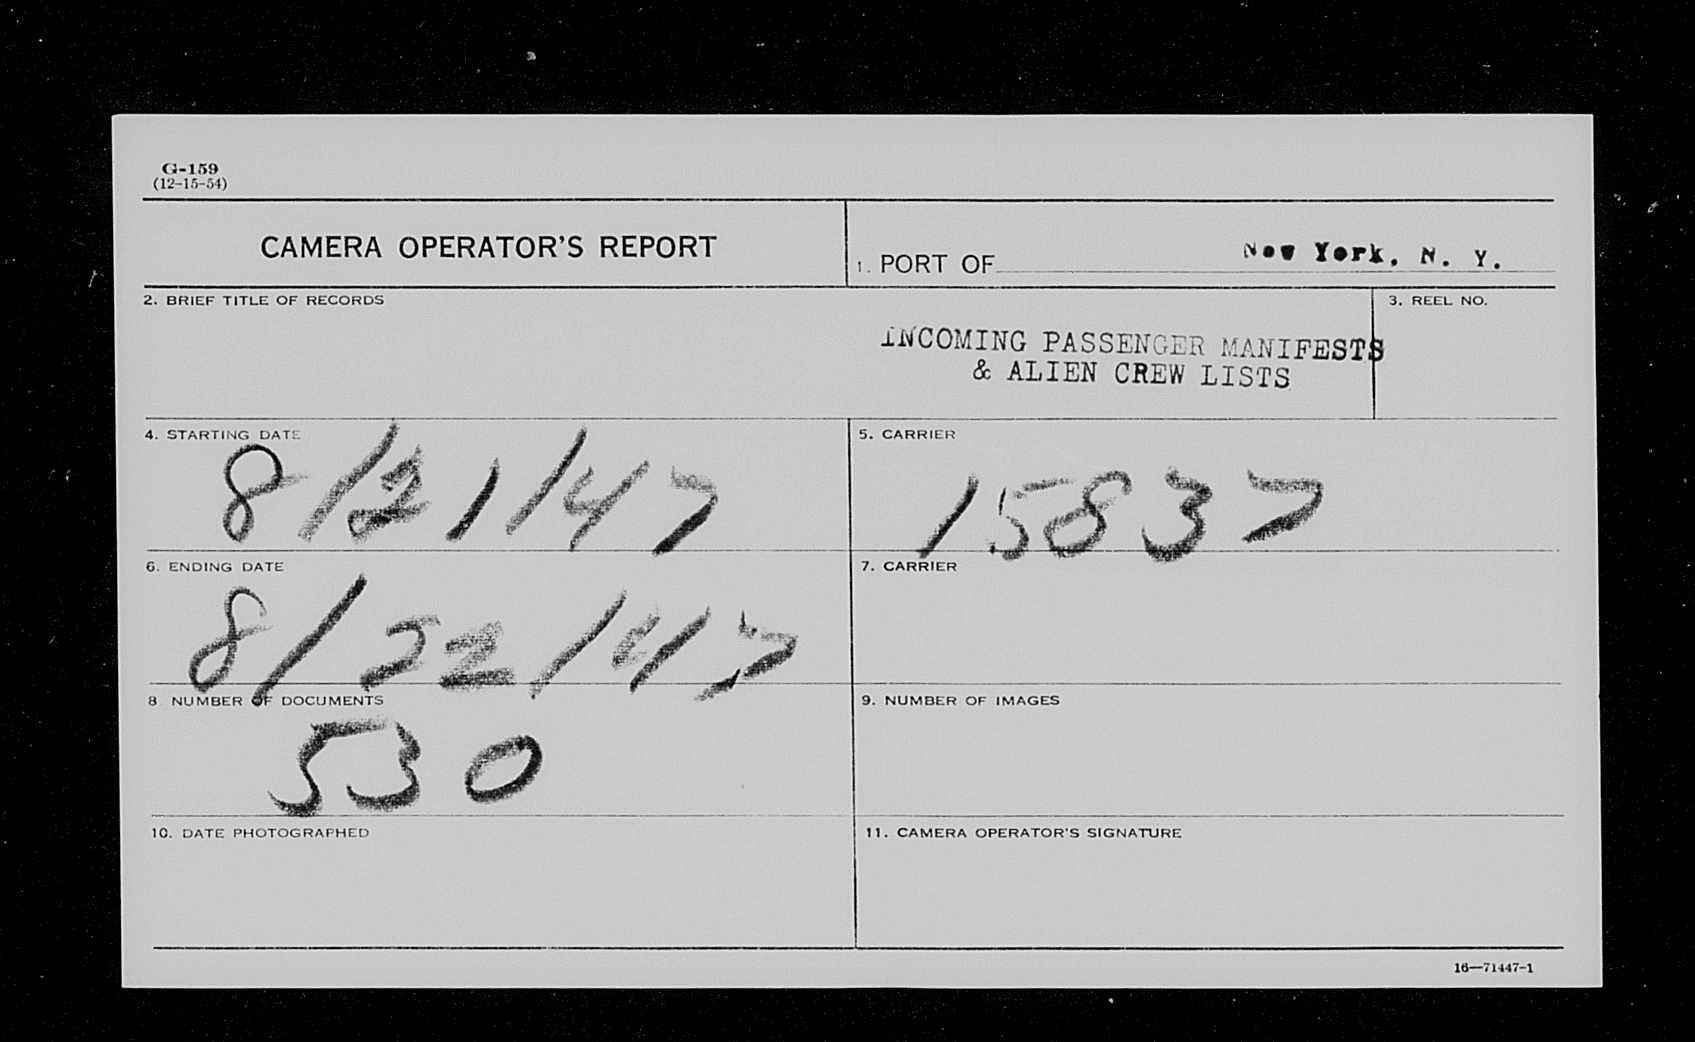 G-159
(12-15-54)
CAMERA OPERATOR'S REPORT
1. PORT OF New York, N. Y.
2. BRIEF TITLE OF RECORDS
INCOMING PASSENGER MANIFESTS
& ALIEN CREW LISTS
3. REEL NO.
4. STARTING DATE
8/21/47
5. CARRIER
15837
6. ENDING DATE
8/22/47
7. CARRIER
8 NUMBER OF DOCUMENTS
530
9. NUMBER OF IMAGES
10. DATE PHOTOGRAPHED
11. CAMERA OPERATOR'S SIGNATURE
16—71447-1